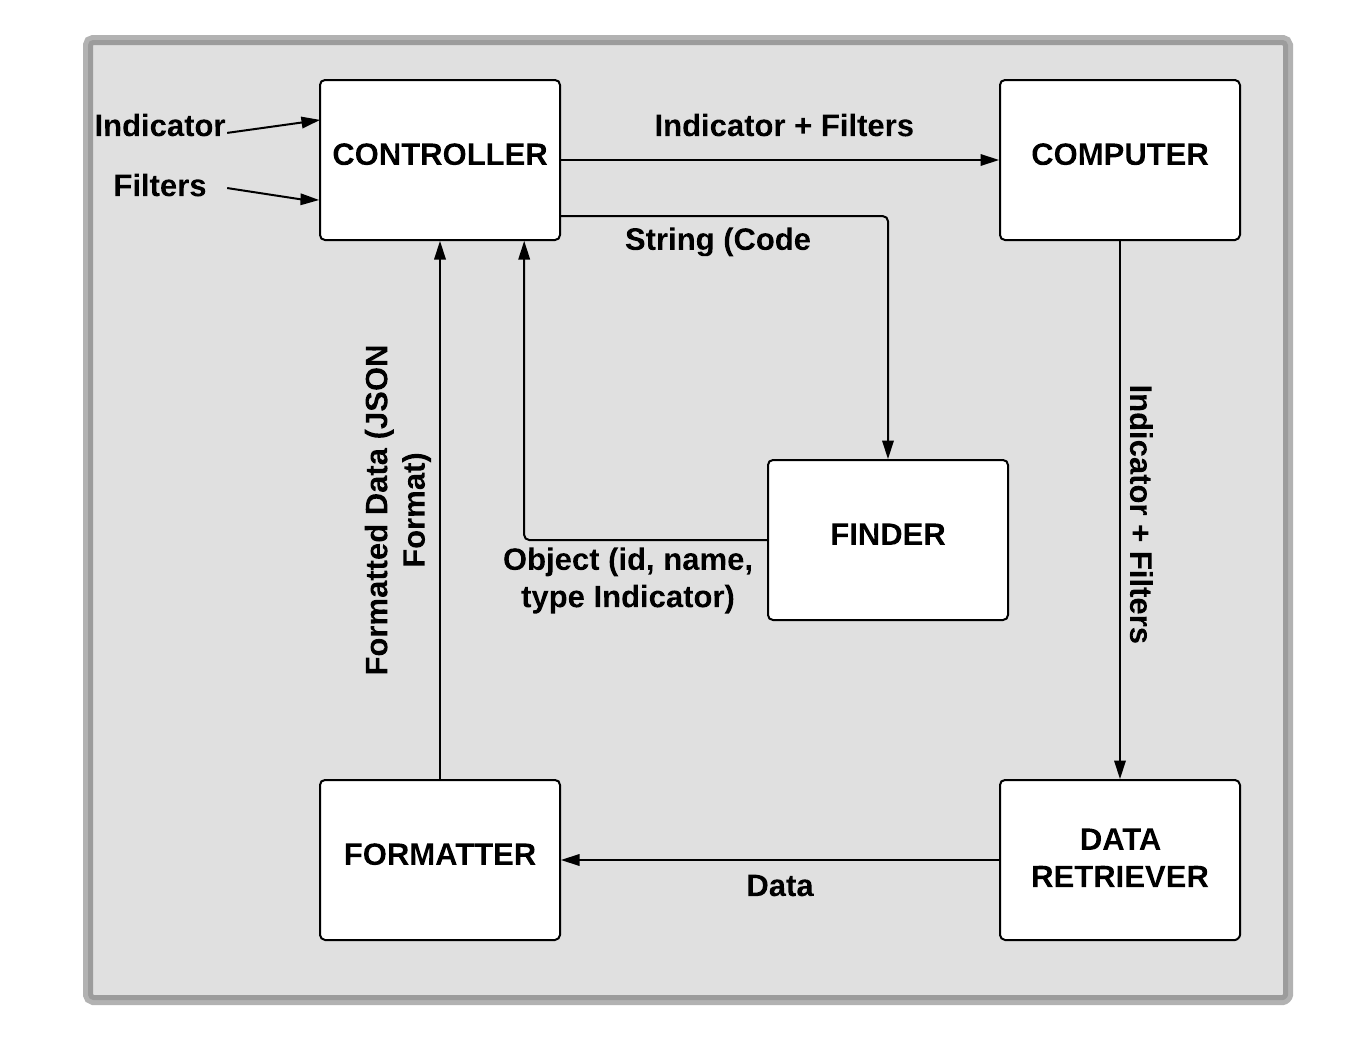 Indicator
Filters
CONTROLLER
Indicator + Filters
COMPUTER
String (Code
Formatted Data (JSON
Format)
Indicator + Filters
FINDER
Object (id, name,
type Indicator)
FORMATTER
Data
DATA
RETRIEVER